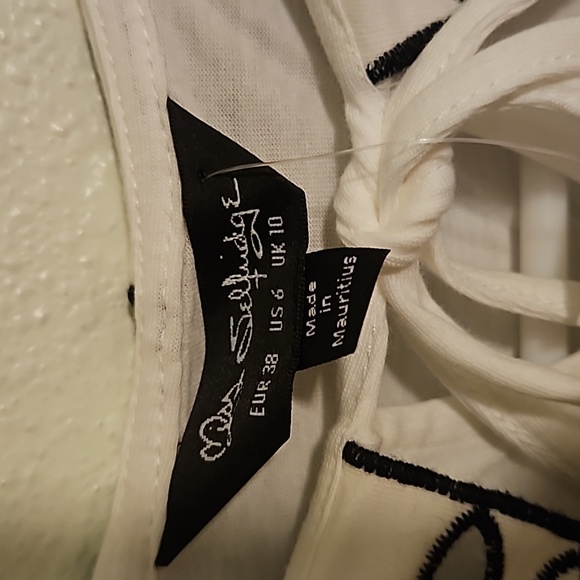 Miss Selfridge
EUR 38 US 6 UK 10
Made
in
Mauritius